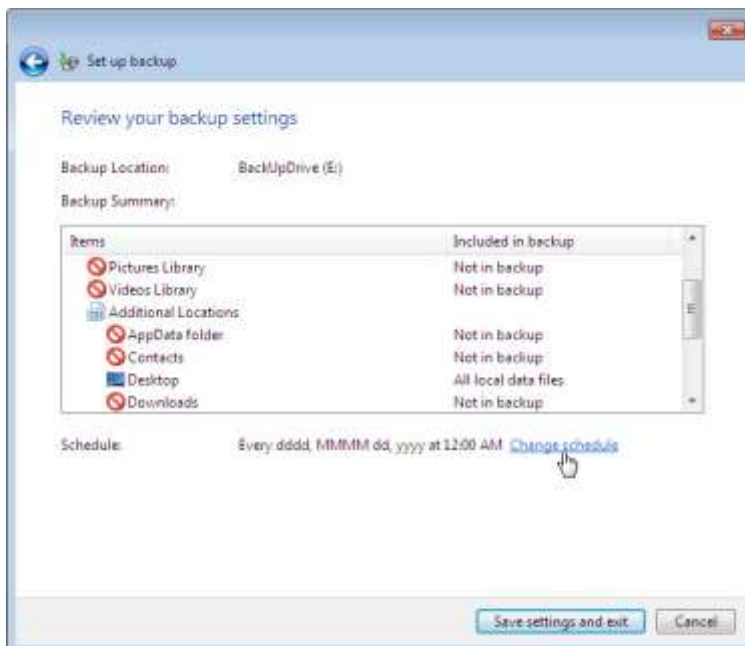 Set up backup
Review your backup settings
Backup Location: BackUpDrive (E:)
Backup Summary:
Items Included in backup
Pictures Library Not in backup
Videos Library Not in backup
Additional Locations
AppData folder Not in backup
Contacts Not in backup
Desktop All local data files
Downloads Not in backup
Schedule: Every dddd, MMMM dd, yyyy at 12:00 AM Change schedule
Save settings and exit Cancel